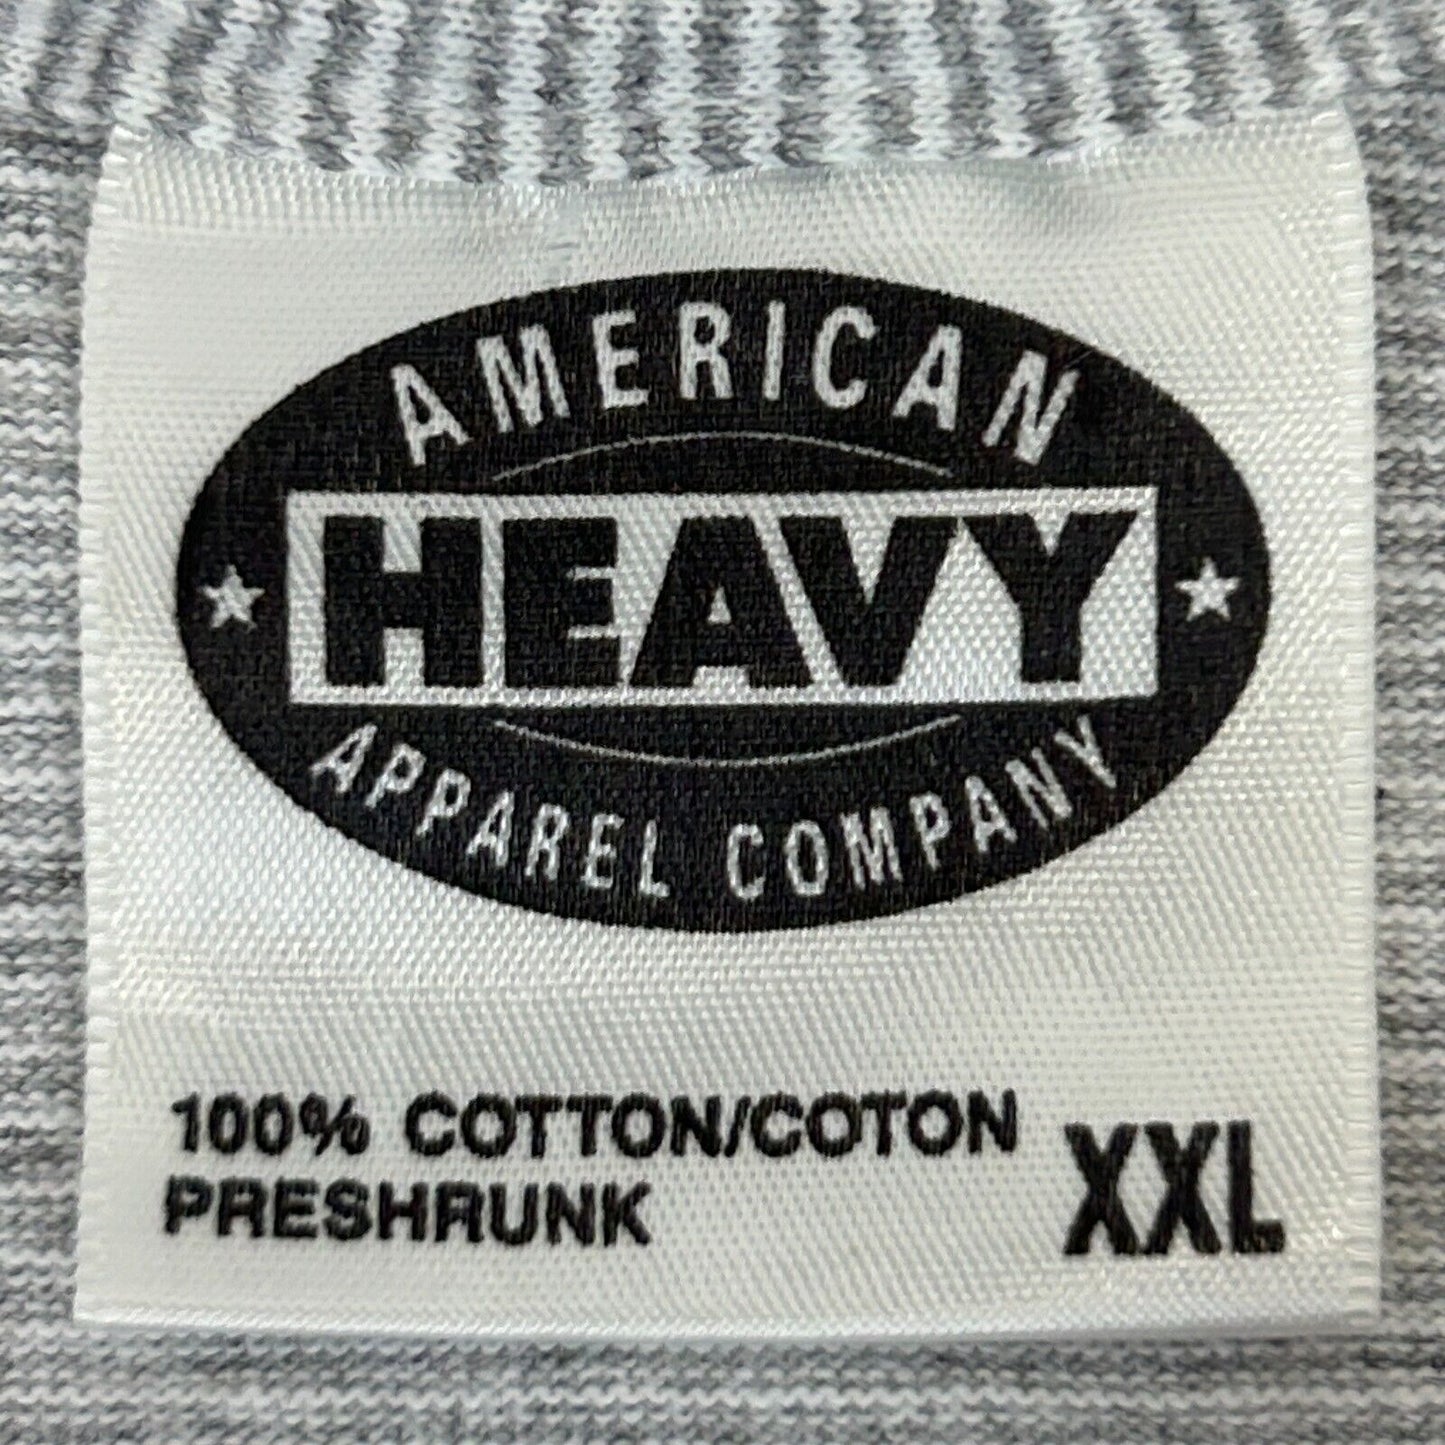 AMERICAN
HEAVY
APPAREL COMPANY
100% COTTON/COTON
PRESHRUNK
XXL